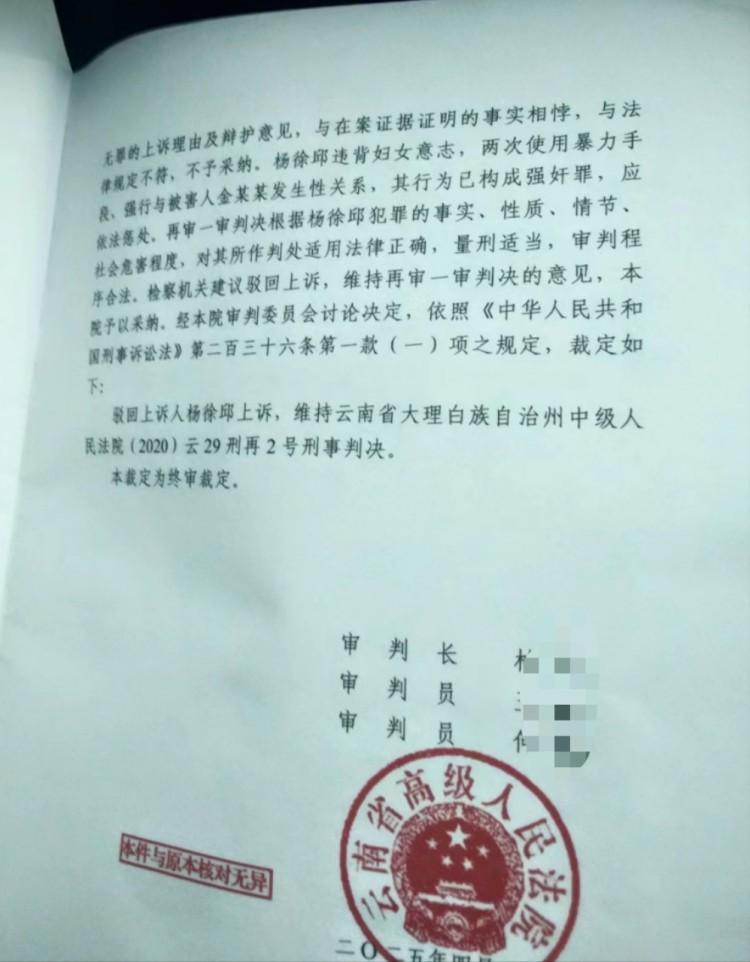 无罪的上诉理由及辩护意见，与在案证据证明的事实相悖，与法
律规定不符，不予采纳。杨徐邱违背妇女意志，两次使用暴力手
段，强行与被害人金某某发生性关系，其行为已构成强奸罪，应
依法惩处。再审一审判决根据杨徐邱犯罪的事实、性质、情节、
社会危害程度，对其所作判处适用法律正确，量刑适当，审判程
序合法。检察机关建议驳回上诉，维持再审一审判决的意见，本
院予以采纳。经本院审判委员会讨论决定，依照《中华人民共和
国刑事诉讼法》第二百三十六条第一款（一）项之规定，裁定如
下：
驳回上诉人杨徐邱上诉，维持云南省大理白族自治州中级人
民法院（2020）云29刑再2号刑事判决。
本裁定为终审裁定。
审 判 长
审 判 员
审 判 员
云南省高级人民法院
本件与原本核对无异
二〇二五年四月